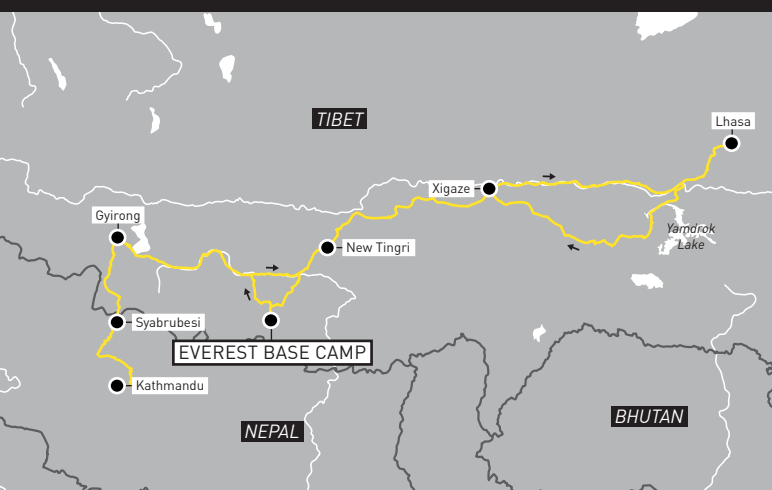 TIBET
Lhasa
Xigaze
Gyirong
Yamdrok
Lake
New Tingri
Syabrubesi
EVEREST BASE CAMP
Kathmandu
BHUTAN
NEPAL